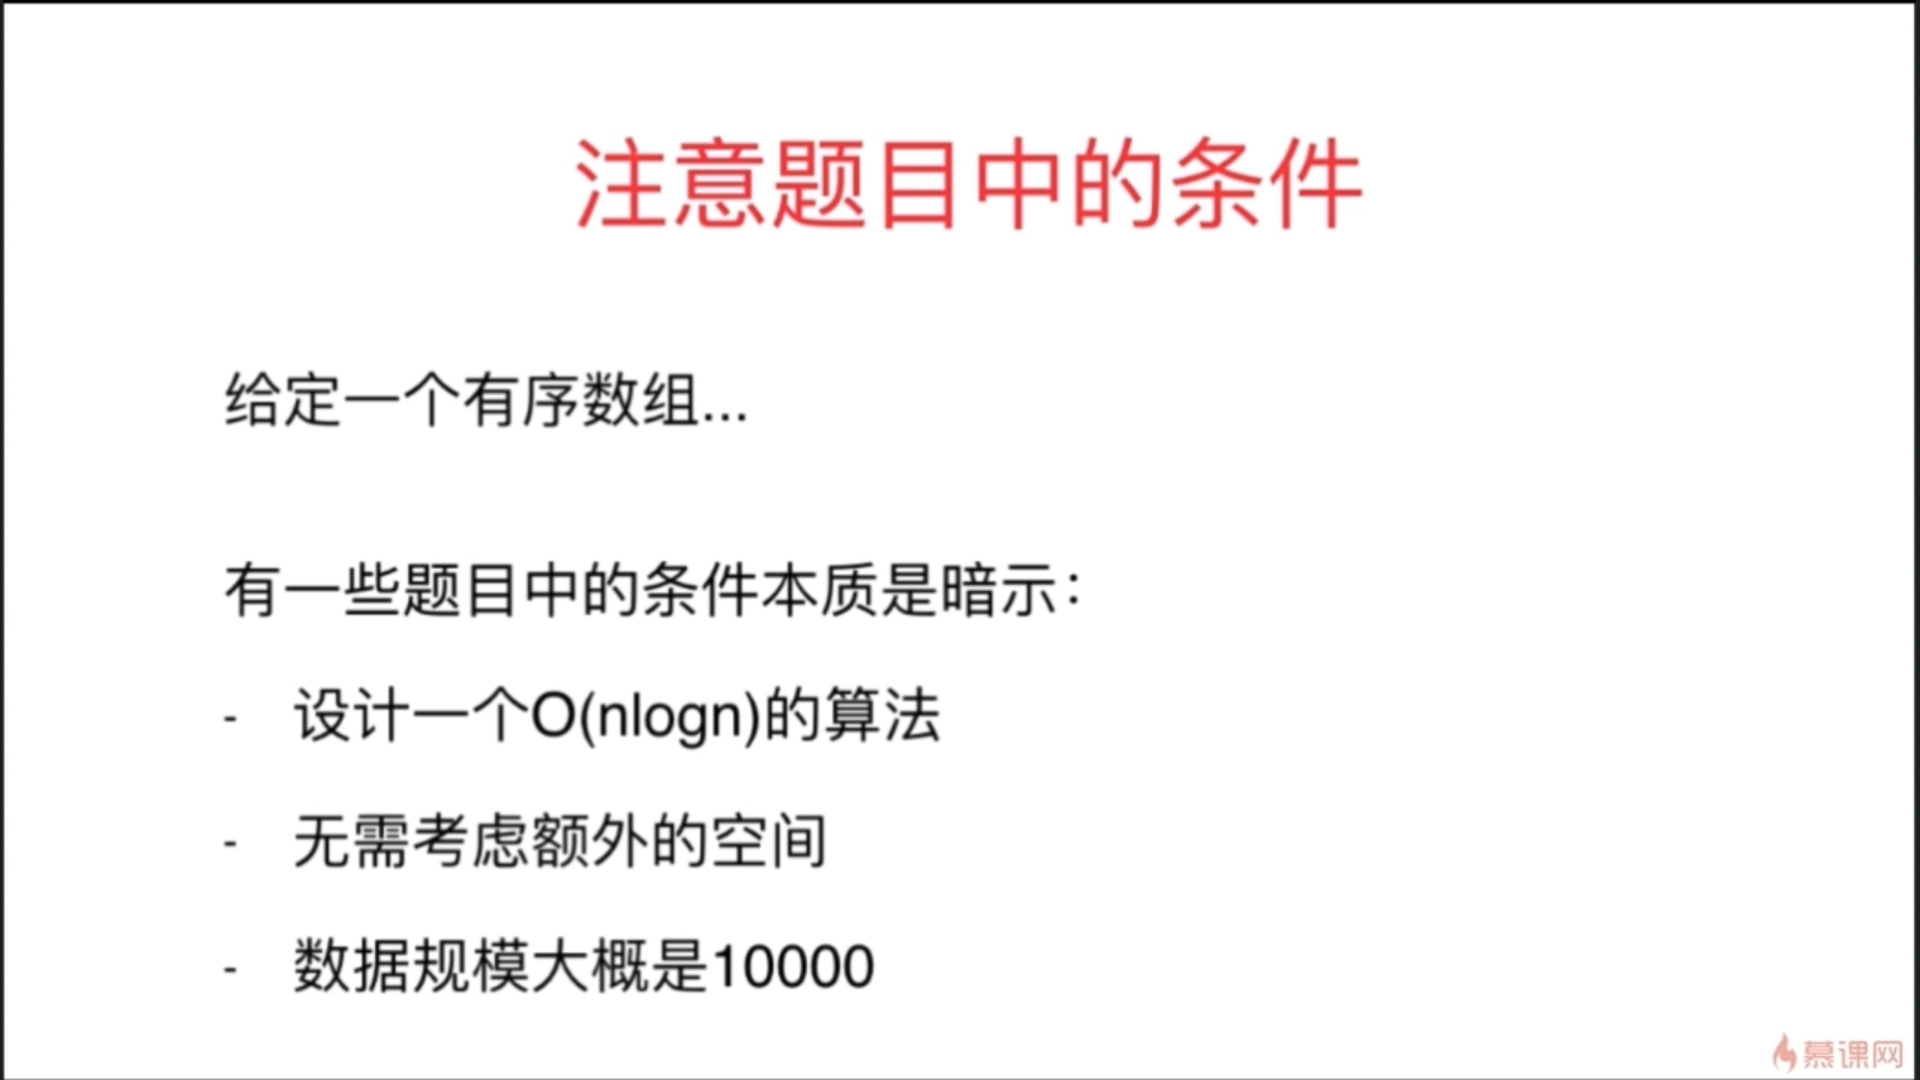 注意题目中的条件
给定一个有序数组...
有一些题目中的条件本质是暗示：
- 设计一个O(nlogn)的算法
- 无需考虑额外的空间
- 数据规模大概是10000
慕课网